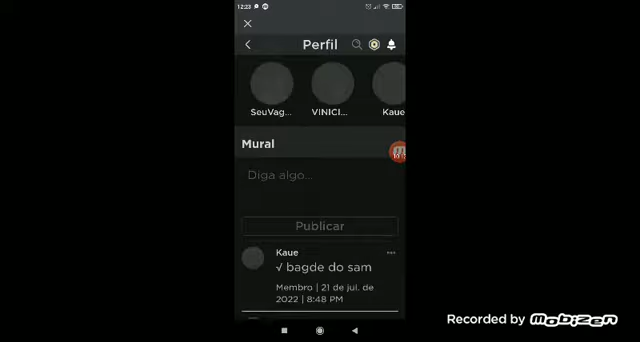 12:23
Perfil
SeuVag...
VINICI...
Kaue
Mural
Diga algo...
Publicar
Kaue
√ bagde do sam
Membro | 21 de jul. de
2022 | 8:48 PM
Recorded by Mobizen